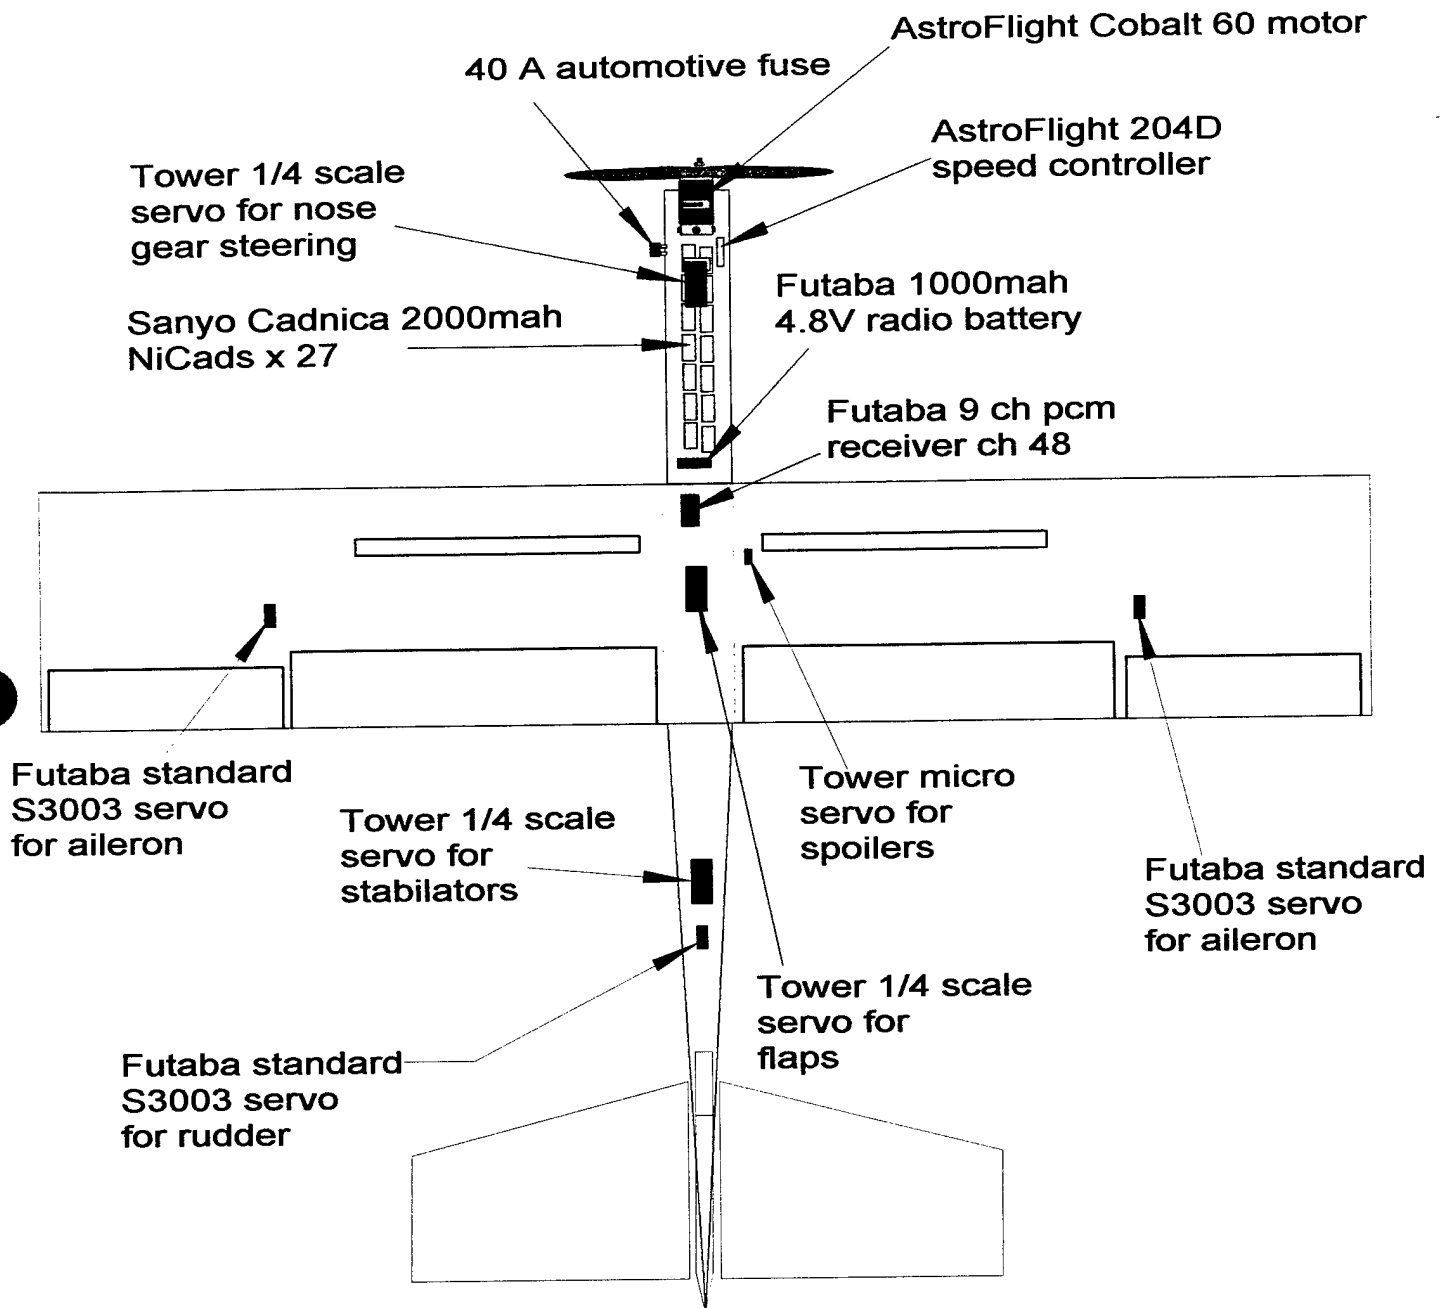 AstroFlight Cobalt 60 motor
40 A automotive fuse
AstroFlight 204D
speed controller
Tower 1/4 scale
servo for nose
gear steering
Futaba 1000mah
4.8V radio battery
Sanyo Cadnica 2000mah
NiCads x 27
Futaba 9 ch pcm
receiver ch 48
Futaba standard
S3003 servo
for aileron
Tower 1/4 scale
servo for
stabilators
Tower micro
servo for
spoilers
Futaba standard
S3003 servo
for aileron
Tower 1/4 scale
servo for
flaps
Futaba standard
S3003 servo
for rudder